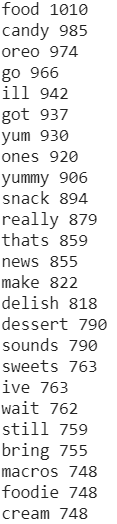 food 1010
candy 985
oreo 974
go 966
ill 942
got 937
yum 930
ones 920
yummy 906
snack 894
really 879
thats 859
news 855
make 822
delish 818
dessert 790
sounds 790
sweets 763
ive 763
wait 762
still 759
bring 755
macros 748
foodie 748
cream 748